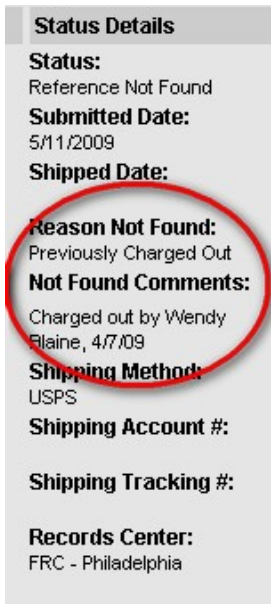 Status Details
Status:
Reference Not Found
Submitted Date:
5/11/2009
Shipped Date:
Reason Not Found:
Previously Charged Out
Not Found Comments:
Charged out by Wendy
Blaine, 4/7/09
Shipping Method:
USPS
Shipping Account #:
Shipping Tracking #:
Records Center:
FRC - Philadelphia